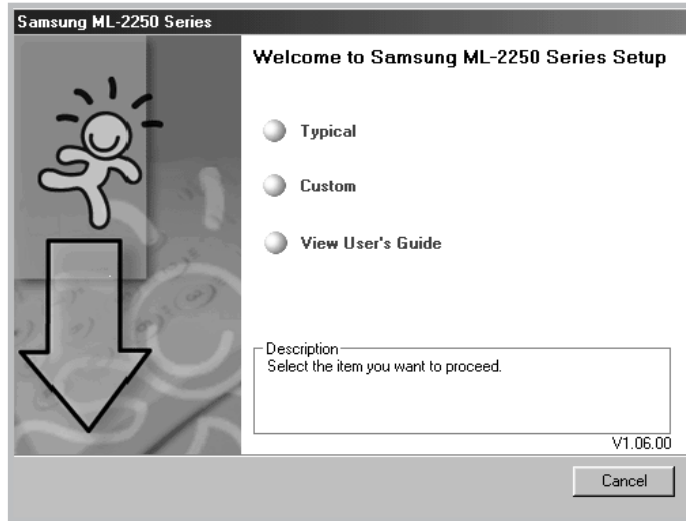 Samsung ML-2250 Series
Welcome to Samsung ML-2250 Series Setup
Typical
Custom
View User's Guide
Description
Select the item you want to proceed.
V1.06.00
Cancel